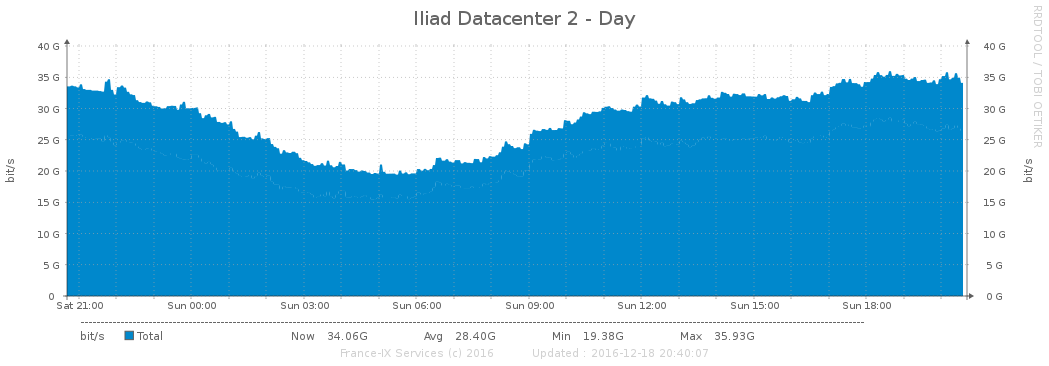 Iliad Datacenter 2 - Day
RRDTOOL / TOBI OETIKER
40 G 40 G
35 G 35 G
30 G 30 G
25 G 25 G
20 G 20 G
15 G 15 G
10 G 10 G
5 G 5 G
0 0 G
bit/s bit/s
Sat 21:00 Sun 00:00 Sun 03:00 Sun 06:00 Sun 09:00 Sun 12:00 Sun 15:00 Sun 18:00
bit/s Total Now 34.06G Avg 28.40G Min 19.38G Max 35.93G
France-IX Services (c) 2016 Updated : 2016-12-18 20:40:07